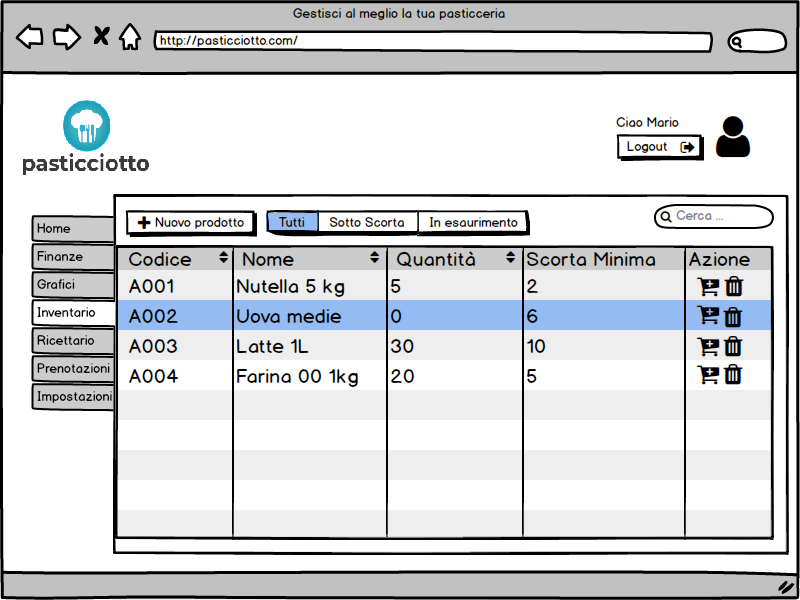 Gestisci al meglio la tua pasticceria
http://pasticciotto.com/
pasticciotto
Ciao Mario
Logout
Nuovo prodotto Tutti Sotto Scorta In esaurimento Cerca ...
Home
Finanze
Grafici
Inventario
Ricettario
Prenotazioni
Impostazioni
Codice Nome Quantità Scorta Minima Azione
A001 Nutella 5 kg 5 2
A002 Uova medie 0 6
A003 Latte 1L 30 10
A004 Farina 00 1kg 20 5